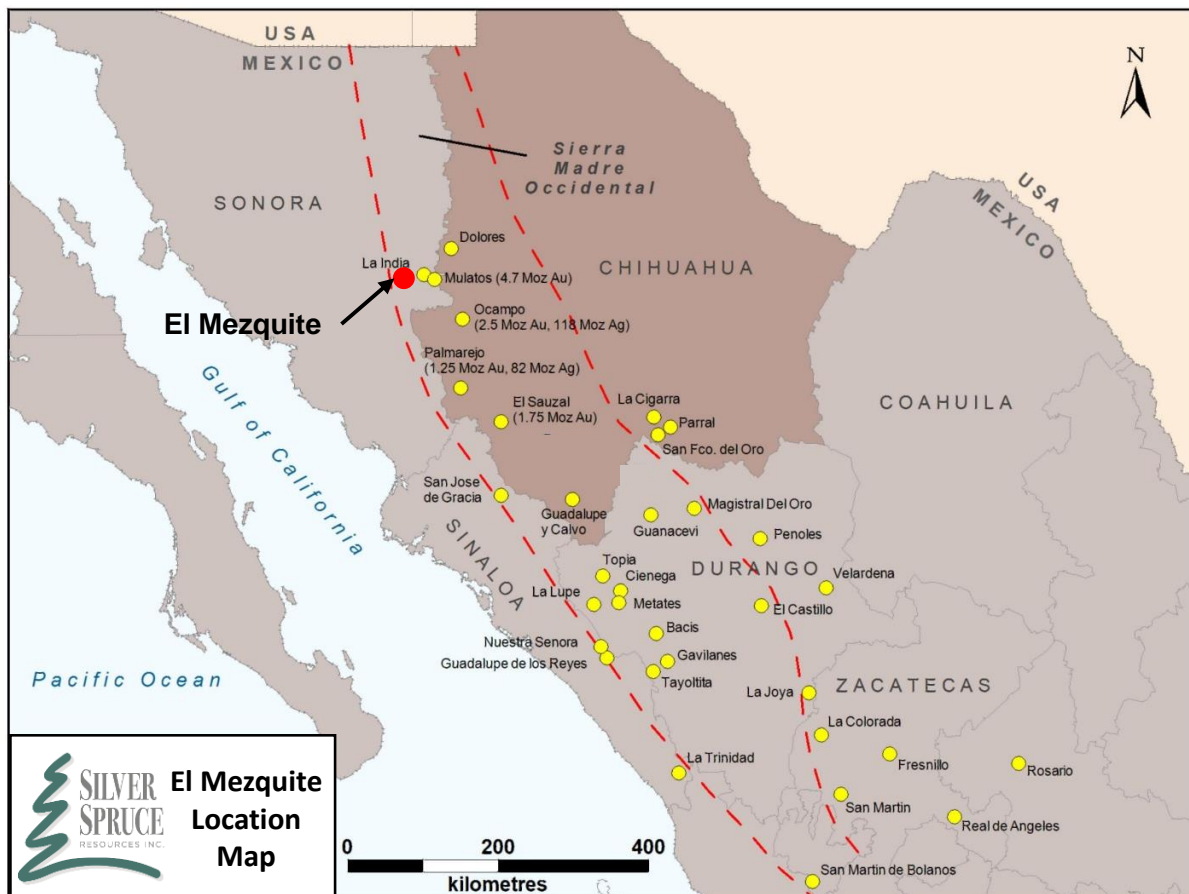 USA
MEXICO
N
Sierra
Madre
Occidental
USA
MEXICO
SONORA
Dolores
La India
CHIHUAHUA
Mulatos (4.7 Moz Au)
El Mezquite
Ocampo
(2.5 Moz Au, 118 Moz Ag)
Palmarejo
(1.25 Moz Au, 82 Moz Ag)
El Sauzal
(1.75 Moz Au)
La Cigarra
Parral
San Fco. del Oro
COAHUILA
Gulf of California
San Jose
de Gracia
Guadalupe
y Calvo
Guanacevi
Magistral Del Oro
Penoles
SINALOA
Topia
Cienega
DURANGO
Velardena
La Lupe
Metates
El Castillo
Bacis
Nuestra Senora
Guadalupe de los Reyes
Gavilanes
Tayoltita
Pacific Ocean
La Joya
ZACATECAS
La Colorada
Fresnillo
Rosario
La Trinidad
San Martin
Real de Angeles
San Martin de Bolanos
SILVER
SPRUCE
RESOURCES INC.
El Mezquite
Location
Map
0 200 400
kilometres